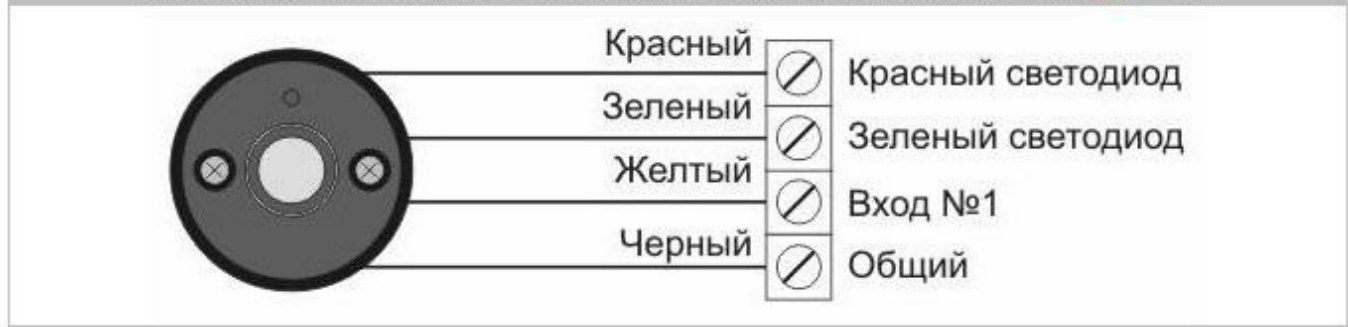 Красный
Красный светодиод
Зеленый
Зеленый светодиод
Желтый
Вход №1
Черный
Общий